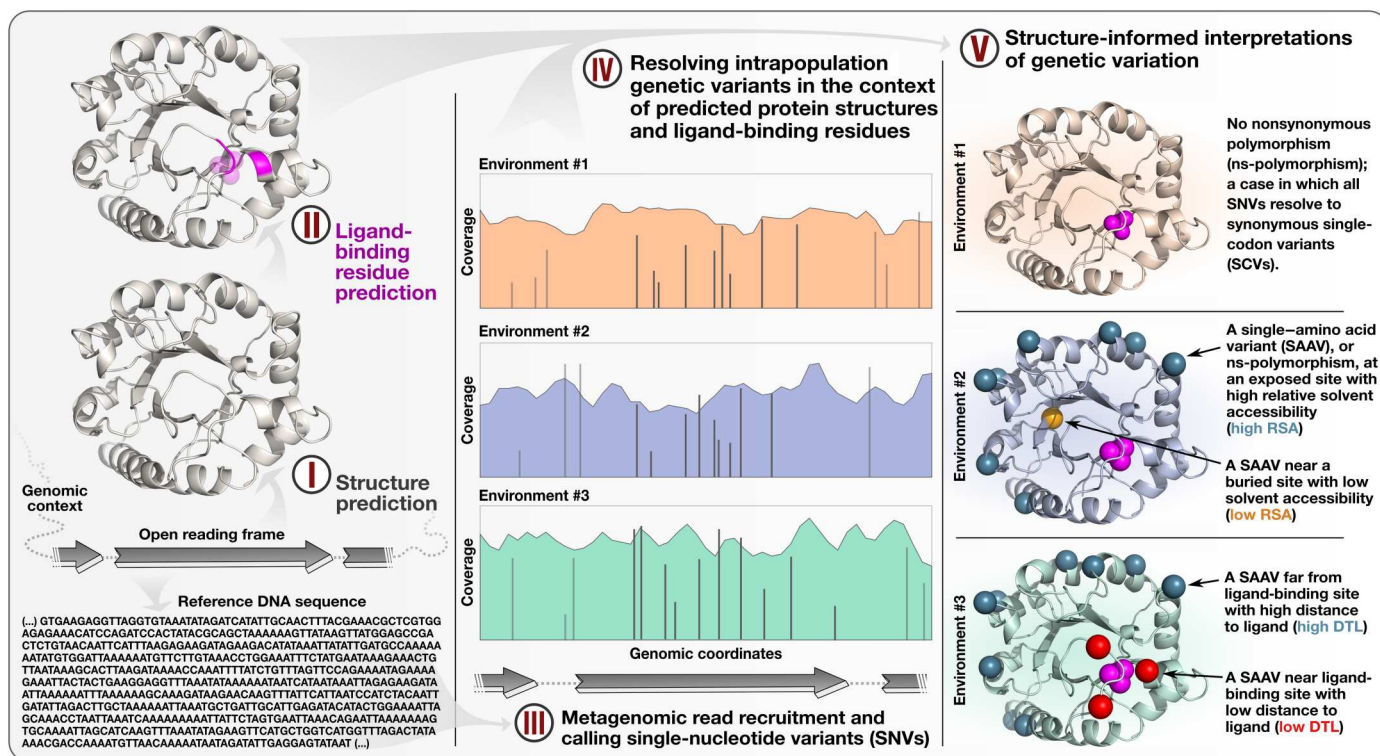 II
Ligand-
binding
residue
prediction
I
Structure
prediction
Genomic
context
Open reading frame
Reference DNA sequence
(...) GTGAAGAGGTTAGGTGTAAATATAGATCATATTGCAACTTTACGAAACGCTCGTGG
AGAGAAACATCCAGATCCACTATACGCAGCTAAAAAAGTTATAAGTTATGGAGCCGA
CTCTGTAACAATTCATTTAAGAGAAGATAGAAGACATATAAATTATATTGATGCCAAAAA
AATATGTGGATTAAAAAATGTTCTTGTAAACCTGGAAATTTCTATGAATAAAGAAACTG
TTAATAAAGCACTTAAGATAAAACCAAATTTTATCTGTTTAGTTCCAGAAAATAGAAAA
GAAATTACTACTGAAGGAGGTTTAAATATAAAAAATAATCATAATAAATTAGAGAAGATA
ATTAAAAAATTTAAAAAAGCAAAGATAAGAACAAGTTTATTCATTAATCCATCTACAATT
GATATTAGACTTGCTAAAAAATTAAATGCTGATTGCATTGAGATACATACTGGAAAATTA
GCAAACCTAATTAAATCAAAAAAAAATTATTCTAGTGAATTAAACAGAATTAAAAAAAG
TGCAAAATTAGCATCAAGTTTAAATATAGAAGTTCATGCTGGTCATGGTTTAGACTATA
AAACGACCAAAATGTTAACAAAAATAATAGATATTGAGGAGTATAAT (...)
IV
Resolving intrapopulation
genetic variants in the context
of predicted protein structures
and ligand-binding residues
Environment #1
Coverage
Environment #2
Coverage
Environment #3
Coverage
Genomic coordinates
III
Metagenomic read recruitment and
calling single-nucleotide variants (SNVs)
V
Structure-informed interpretations
of genetic variation
Environment #1
No nonsynonymous
polymorphism
(ns-polymorphism);
a case in which all
SNVs resolve to
synonymous single-
codon variants
(SCVs).
Environment #2
A single–amino acid
variant (SAAV), or
ns-polymorphism, at
an exposed site with
high relative solvent
accessibility
(high RSA)
A SAAV near a
buried site with low
solvent accessibility
(low RSA)
Environment #3
A SAAV far from
ligand-binding site
with high distance
to ligand (high DTL)
A SAAV near ligand-
binding site with
low distance to
ligand (low DTL)